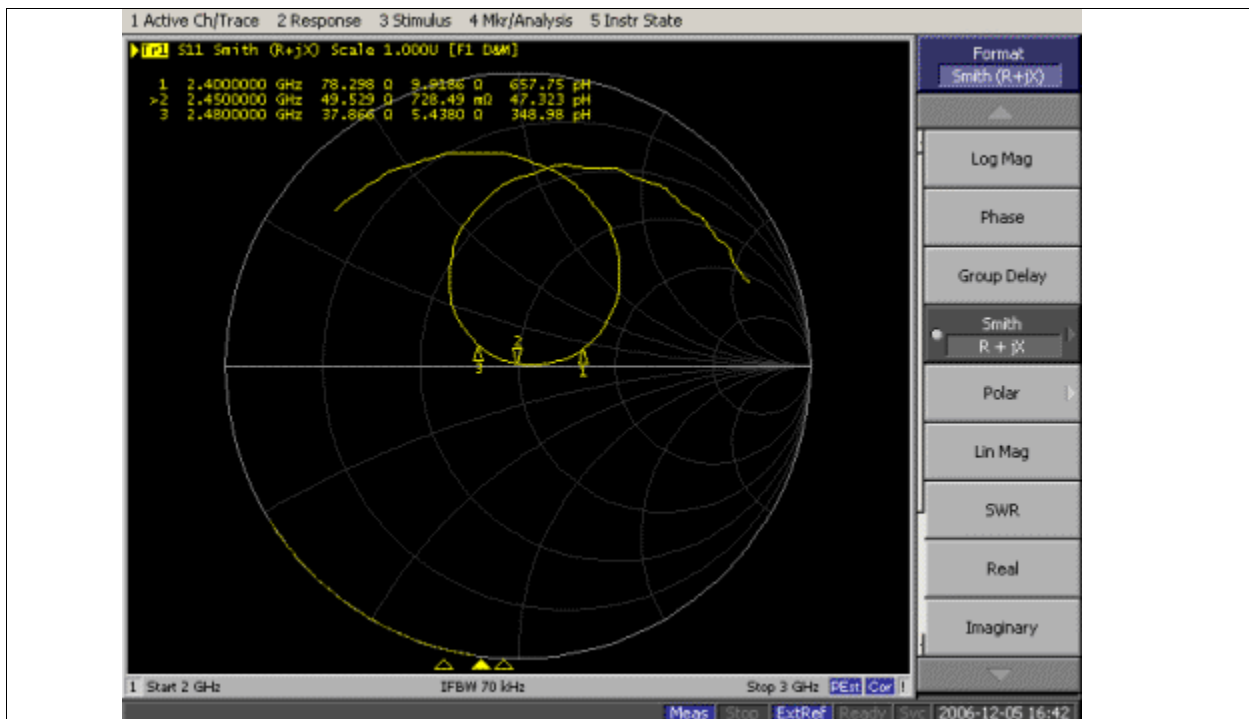 1 Active Ch/Trace 2 Response 3 Stimulus 4 Mkr/Analysis 5 Instr State
Tr1 S11 Smith (R+jX) Scale 1.000U [F1 D&M]
1 2.4000000 GHz 78.298 Ω 9.9186 Ω 657.75 pH
>2 2.4500000 GHz 49.529 Ω 728.49 mΩ 47.323 pH
3 2.4800000 GHz 37.866 Ω 5.4380 Ω 348.98 pH
2
3
1
Format
Smith (R+jX)
Log Mag
Phase
Group Delay
Smith
R + jX
Polar
Lin Mag
SWR
Real
Imaginary
1 Start 2 GHz IFBW 70 kHz Stop 3 GHz PExt Cor !
Meas Stop ExtRef Ready Svc 2006-12-05 16:42